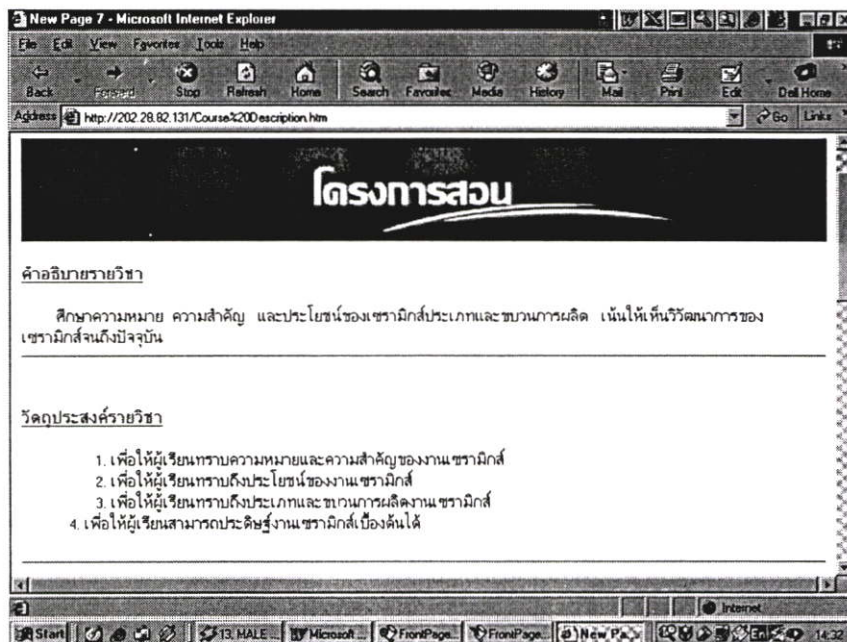 New Page 7 - Microsoft Internet Explorer
File Edit View Favorites Tools Help
Back Forward Stop Refresh Home Search Favorites Media History Mail Print Edit Dell Home
Address http://202.28.82.131/Course%20Description.htm Go Links
โครงการสอน
คำอธิบายรายวิชา
ศึกษาความหมาย ความสำคัญ และประโยชน์ของเซรามิกส์ประเภทและขบวนการผลิต เน้นให้เห็นวิวัฒนาการของ
เซรามิกส์จนถึงปัจจุบัน
วัตถุประสงค์รายวิชา
1. เพื่อให้ผู้เรียนทราบความหมายและความสำคัญของงานเซรามิกส์
2. เพื่อให้ผู้เรียนทราบถึงประโยชน์ของงานเซรามิกส์
3. เพื่อให้ผู้เรียนทราบถึงประเภทและขบวนการผลิตงานเซรามิกส์
4. เพื่อให้ผู้เรียนสามารถประดิษฐ์งานเซรามิกส์เบื้องต้นได้
Internet
Start 13. MALE ... Microsoft ... FrontPage... FrontPage... New Pa... 14:32